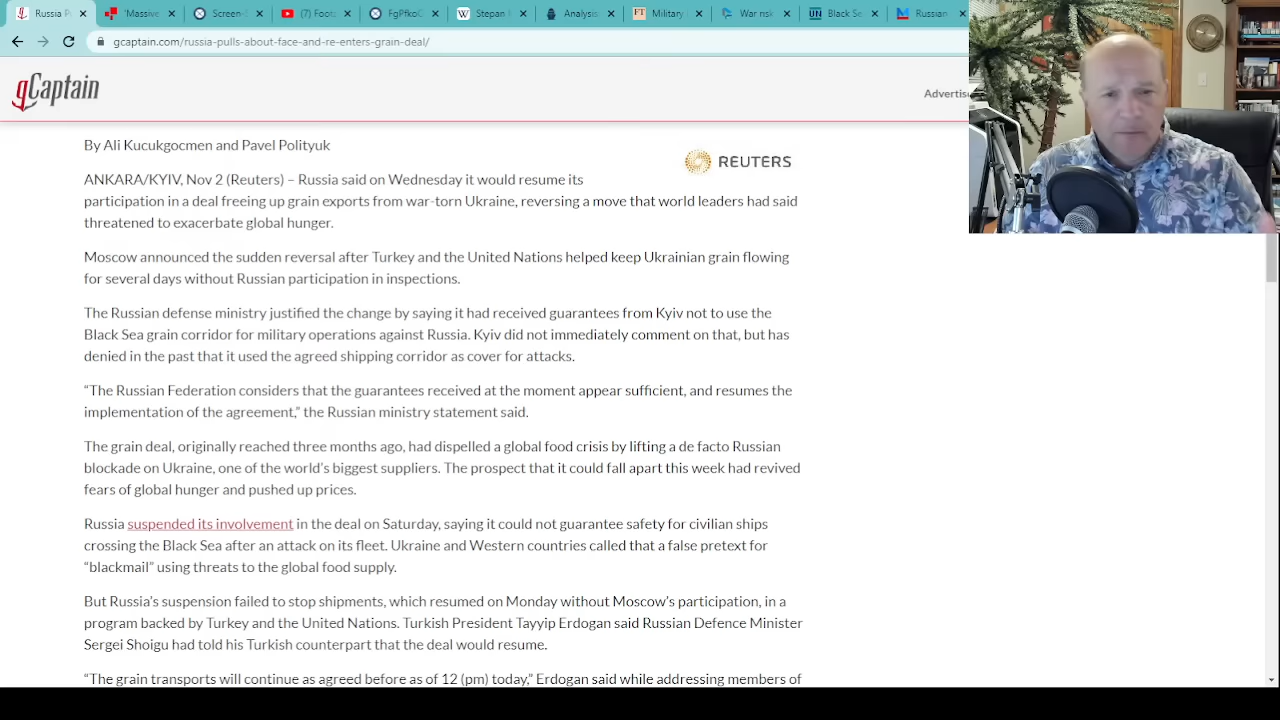 Russia P
'Massive
Screen-S
FgPfkoD
Stepan M
Analysis
Military
War risk
Black Se
Russian
gcaptain.com/russia-pulls-about-face-and-re-enters-grain-deal/
gCaptain
Advertise
By Ali Kucukgocmen and Pavel Polityuk
REUTERS
ANKARA/KYIV, Nov 2 (Reuters) – Russia said on Wednesday it would resume its
participation in a deal freeing up grain exports from war-torn Ukraine, reversing a move that world leaders had said
threatened to exacerbate global hunger.
Moscow announced the sudden reversal after Turkey and the United Nations helped keep Ukrainian grain flowing
for several days without Russian participation in inspections.
The Russian defense ministry justified the change by saying it had received guarantees from Kyiv not to use the
Black Sea grain corridor for military operations against Russia. Kyiv did not immediately comment on that, but has
denied in the past that it used the agreed shipping corridor as cover for attacks.
“The Russian Federation considers that the guarantees received at the moment appear sufficient, and resumes the
implementation of the agreement,” the Russian ministry statement said.
The grain deal, originally reached three months ago, had dispelled a global food crisis by lifting a de facto Russian
blockade on Ukraine, one of the world’s biggest suppliers. The prospect that it could fall apart this week had revived
fears of global hunger and pushed up prices.
Russia suspended its involvement in the deal on Saturday, saying it could not guarantee safety for civilian ships
crossing the Black Sea after an attack on its fleet. Ukraine and Western countries called that a false pretext for
“blackmail” using threats to the global food supply.
But Russia’s suspension failed to stop shipments, which resumed on Monday without Moscow’s participation, in a
program backed by Turkey and the United Nations. Turkish President Tayyip Erdogan said Russian Defence Minister
Sergei Shoigu had told his Turkish counterpart that the deal would resume.
“The grain transports will continue as agreed before as of 12 (pm) today,” Erdogan said while addressing members of